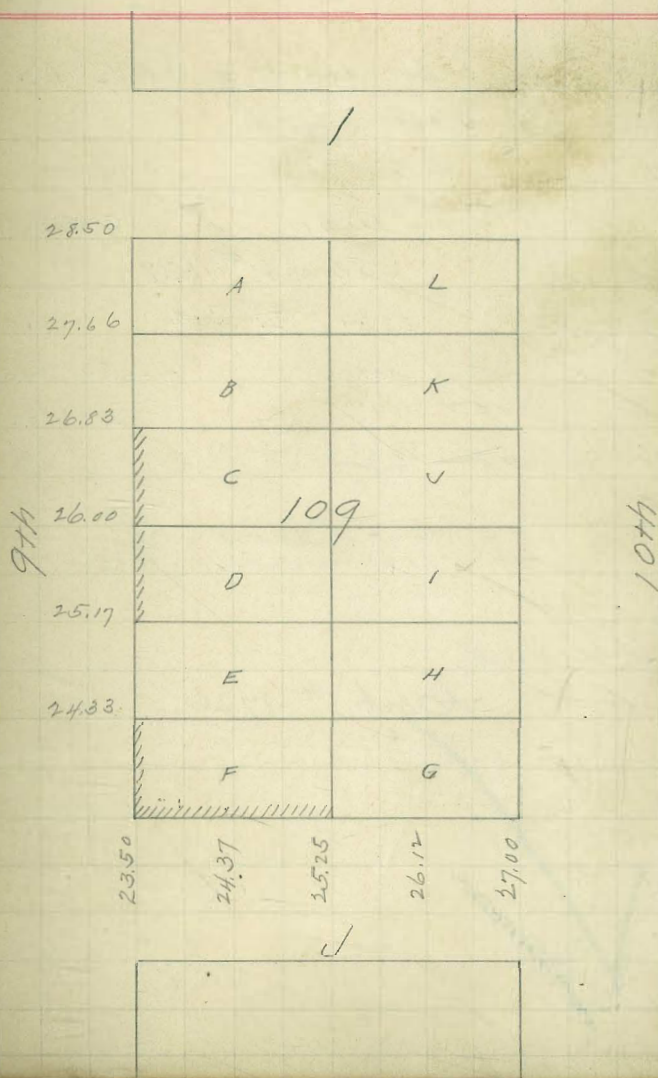 I
28.50
A L
27.66
B K
26.83
C J
109
9th 26.00 10th
D I
25.17
E H
24.33
F G
23.50 24.37 25.25 26.12 27.00
J